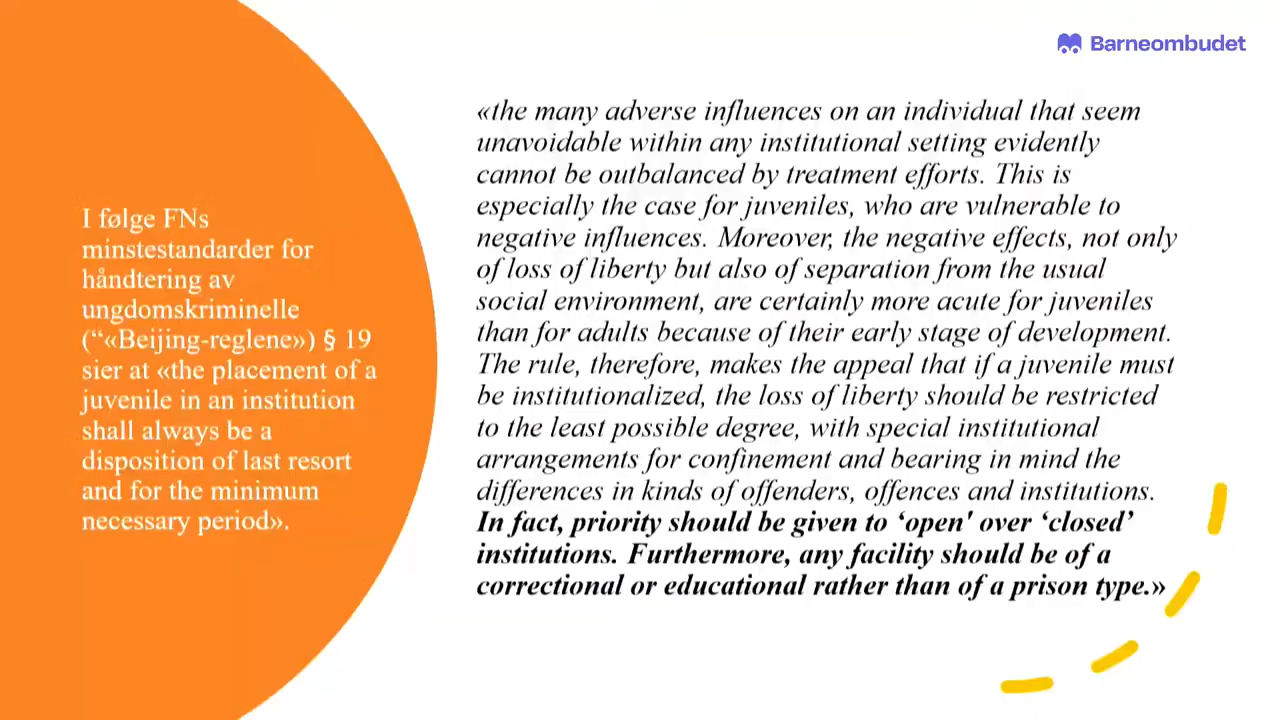 Barneombudet
I følge FNs
minstestandarder for
håndtering av
ungdomskriminelle
(“«Beijing-reglene») § 19
sier at «the placement of a
juvenile in an institution
shall always be a
disposition of last resort
and for the minimum
necessary period».
«the many adverse influences on an individual that seem
unavoidable within any institutional setting evidently
cannot be outbalanced by treatment efforts. This is
especially the case for juveniles, who are vulnerable to
negative influences. Moreover, the negative effects, not only
of loss of liberty but also of separation from the usual
social environment, are certainly more acute for juveniles
than for adults because of their early stage of development.
The rule, therefore, makes the appeal that if a juvenile must
be institutionalized, the loss of liberty should be restricted
to the least possible degree, with special institutional
arrangements for confinement and bearing in mind the
differences in kinds of offenders, offences and institutions.
In fact, priority should be given to ‘open' over ‘closed’
institutions. Furthermore, any facility should be of a
correctional or educational rather than of a prison type.»